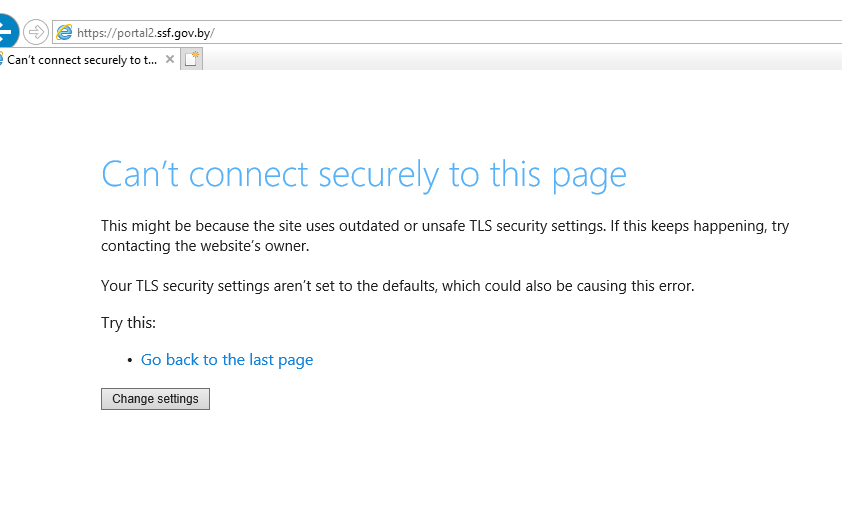 https://portal2.ssf.gov.by/
Can't connect securely to t...
Can't connect securely to this page
This might be because the site uses outdated or unsafe TLS security settings. If this keeps happening, try
contacting the website's owner.
Your TLS security settings aren't set to the defaults, which could also be causing this error.
Try this:
• Go back to the last page
Change settings